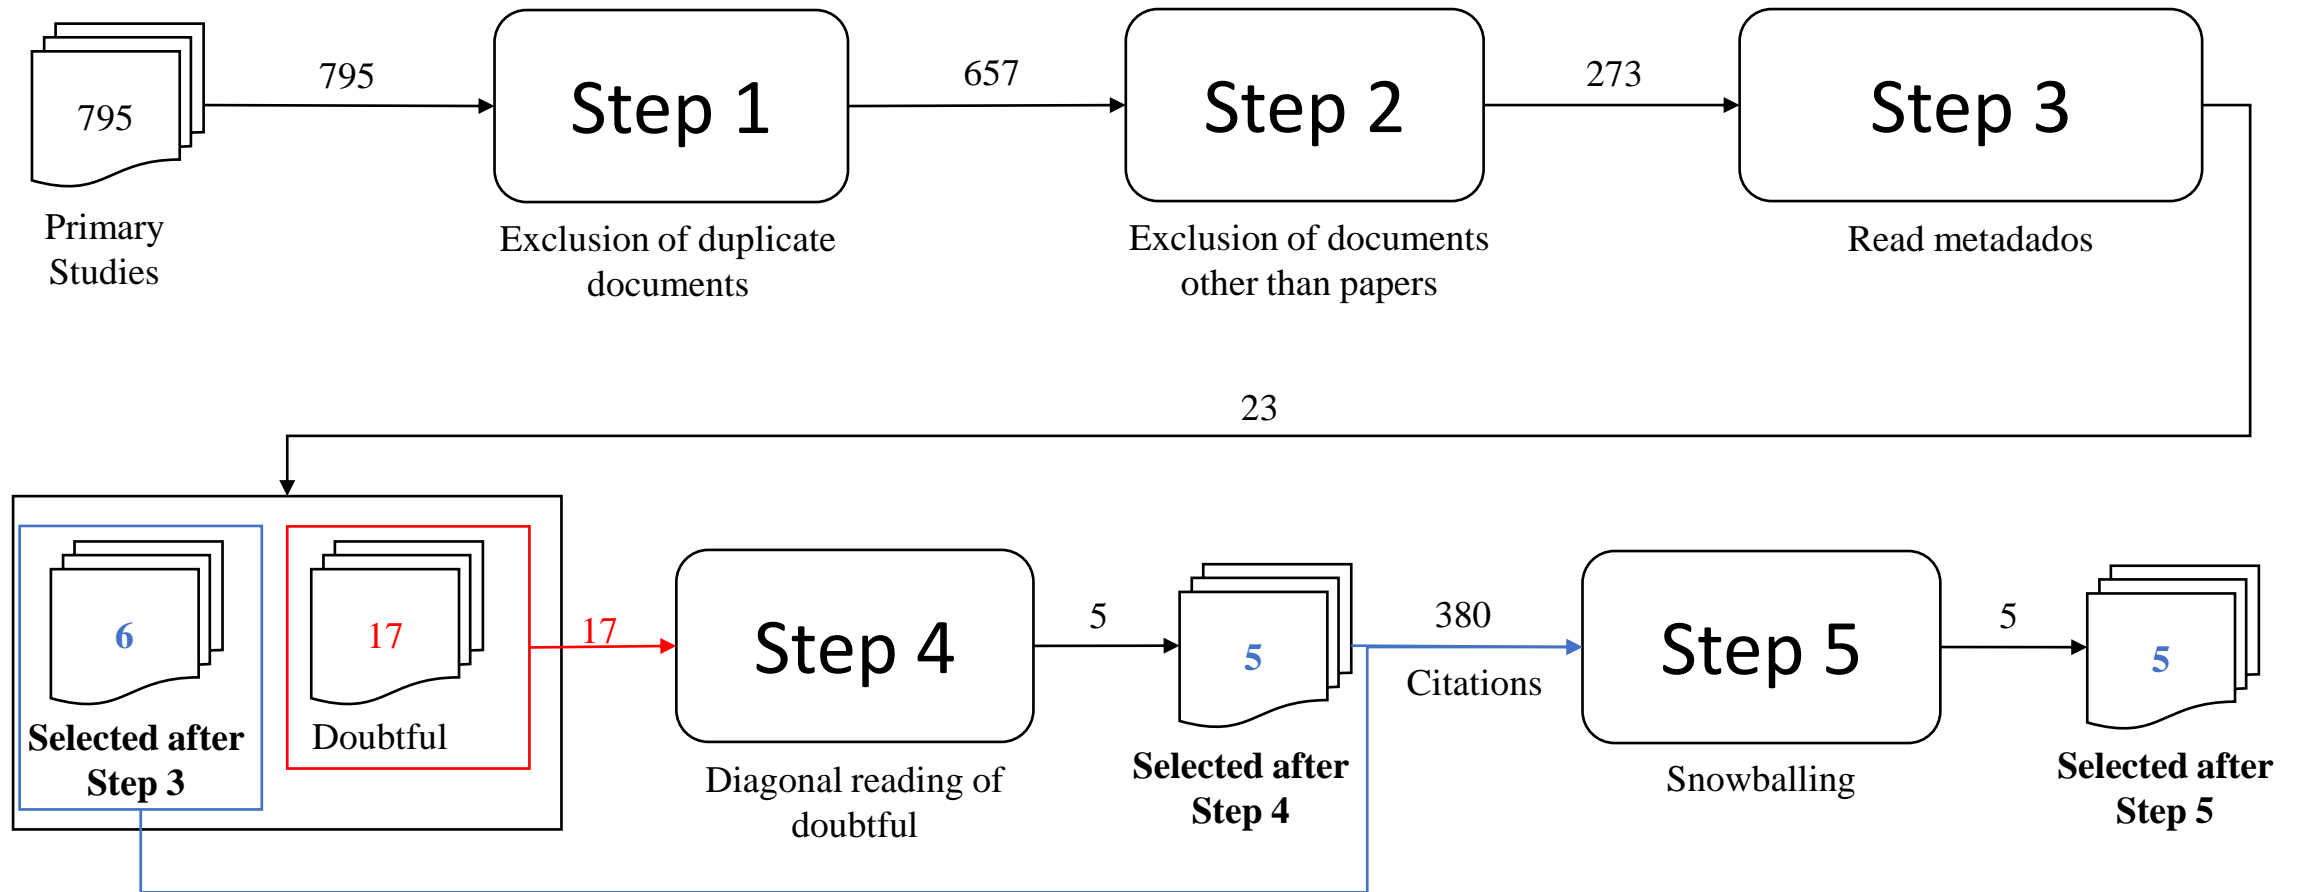 795
795
Step 1
657
Step 2
273
Step 3
Primary
Studies
Exclusion of duplicate
documents
Exclusion of documents
other than papers
Read metadados
23
6
Selected after
Step 3
17
Doubtful
17
Step 4
Diagonal reading of
doubtful
5
5
Selected after
Step 4
380
Citations
Step 5
Snowballing
5
5
Selected after
Step 5